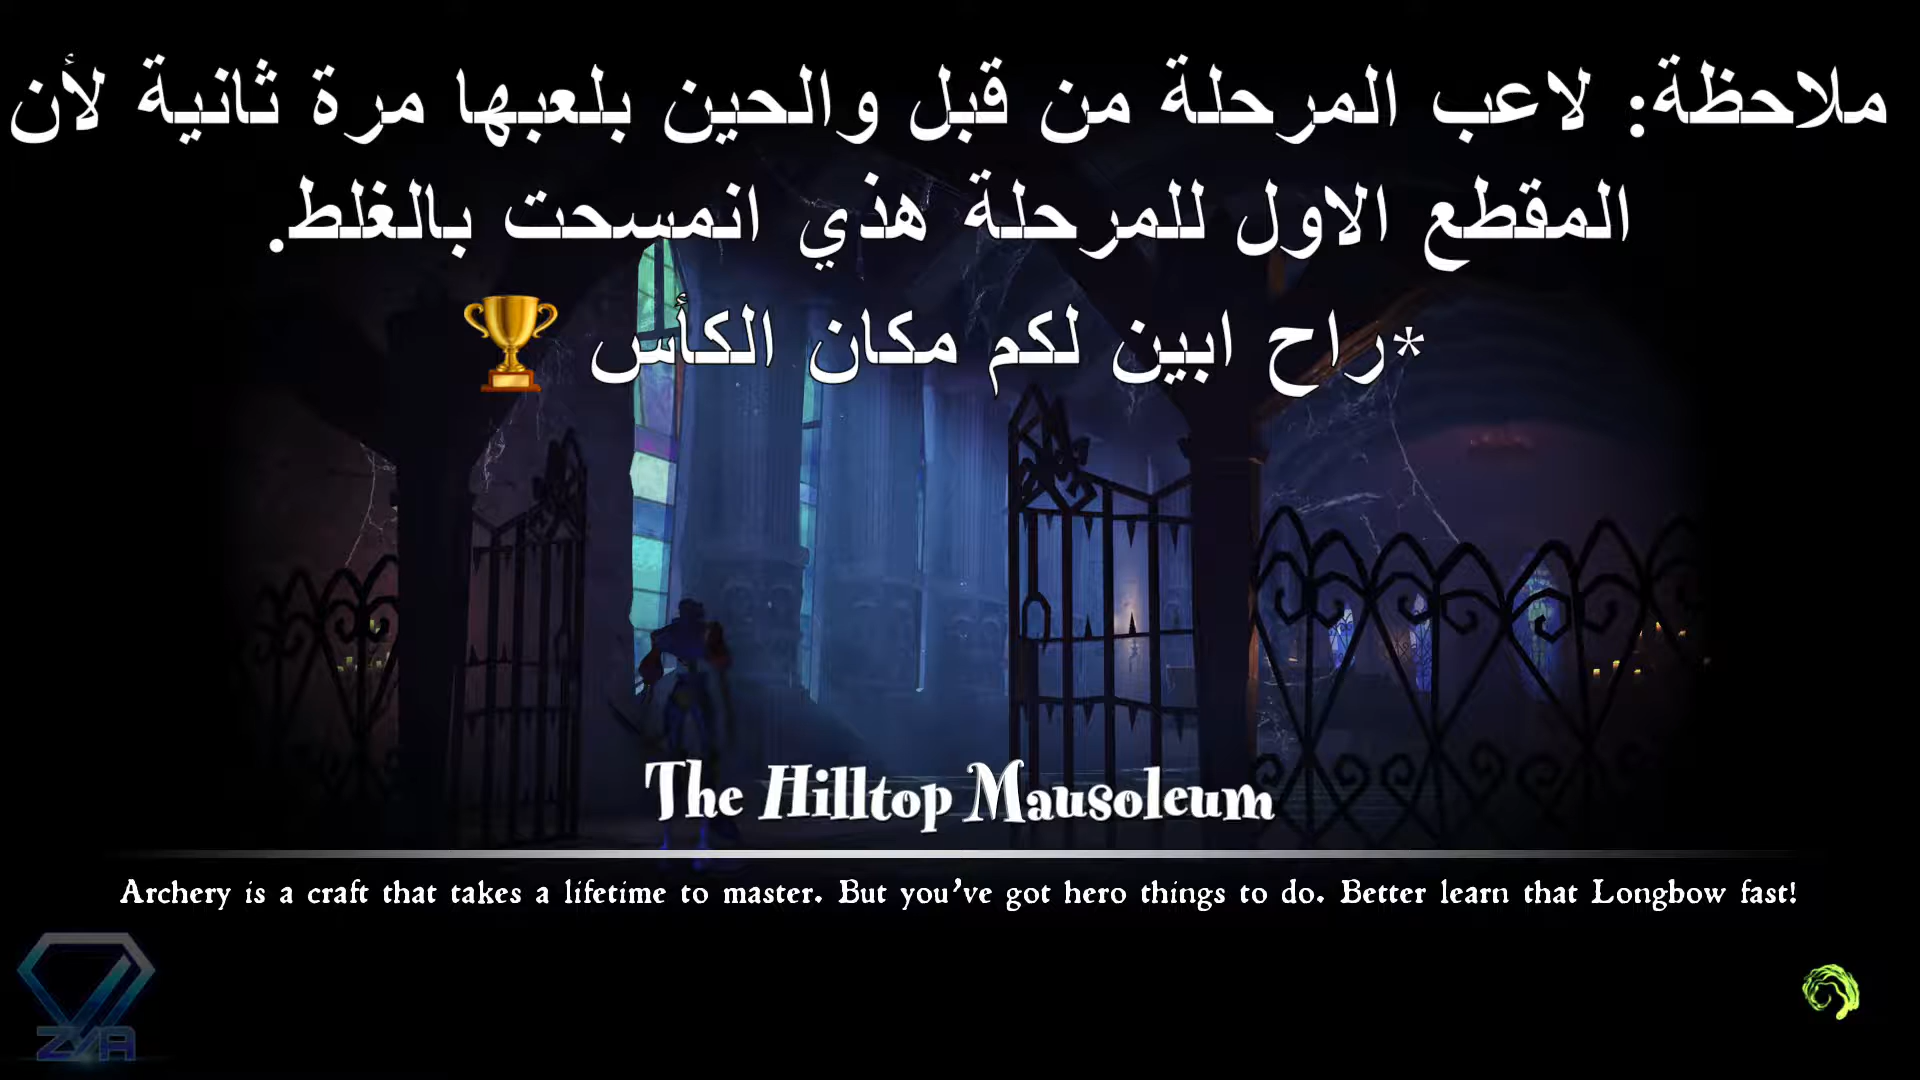 ملاحظة: لاعب المرحلة من قبل والحين بلعبها مرة ثانية لأن
المقطع الاول للمرحلة هذي انمسحت بالغلط.
*راح ابين لكم مكان الكأس 🏆
The Hilltop Mausoleum
Archery is a craft that takes a lifetime to master. But you've got hero things to do. Better learn that Longbow fast!